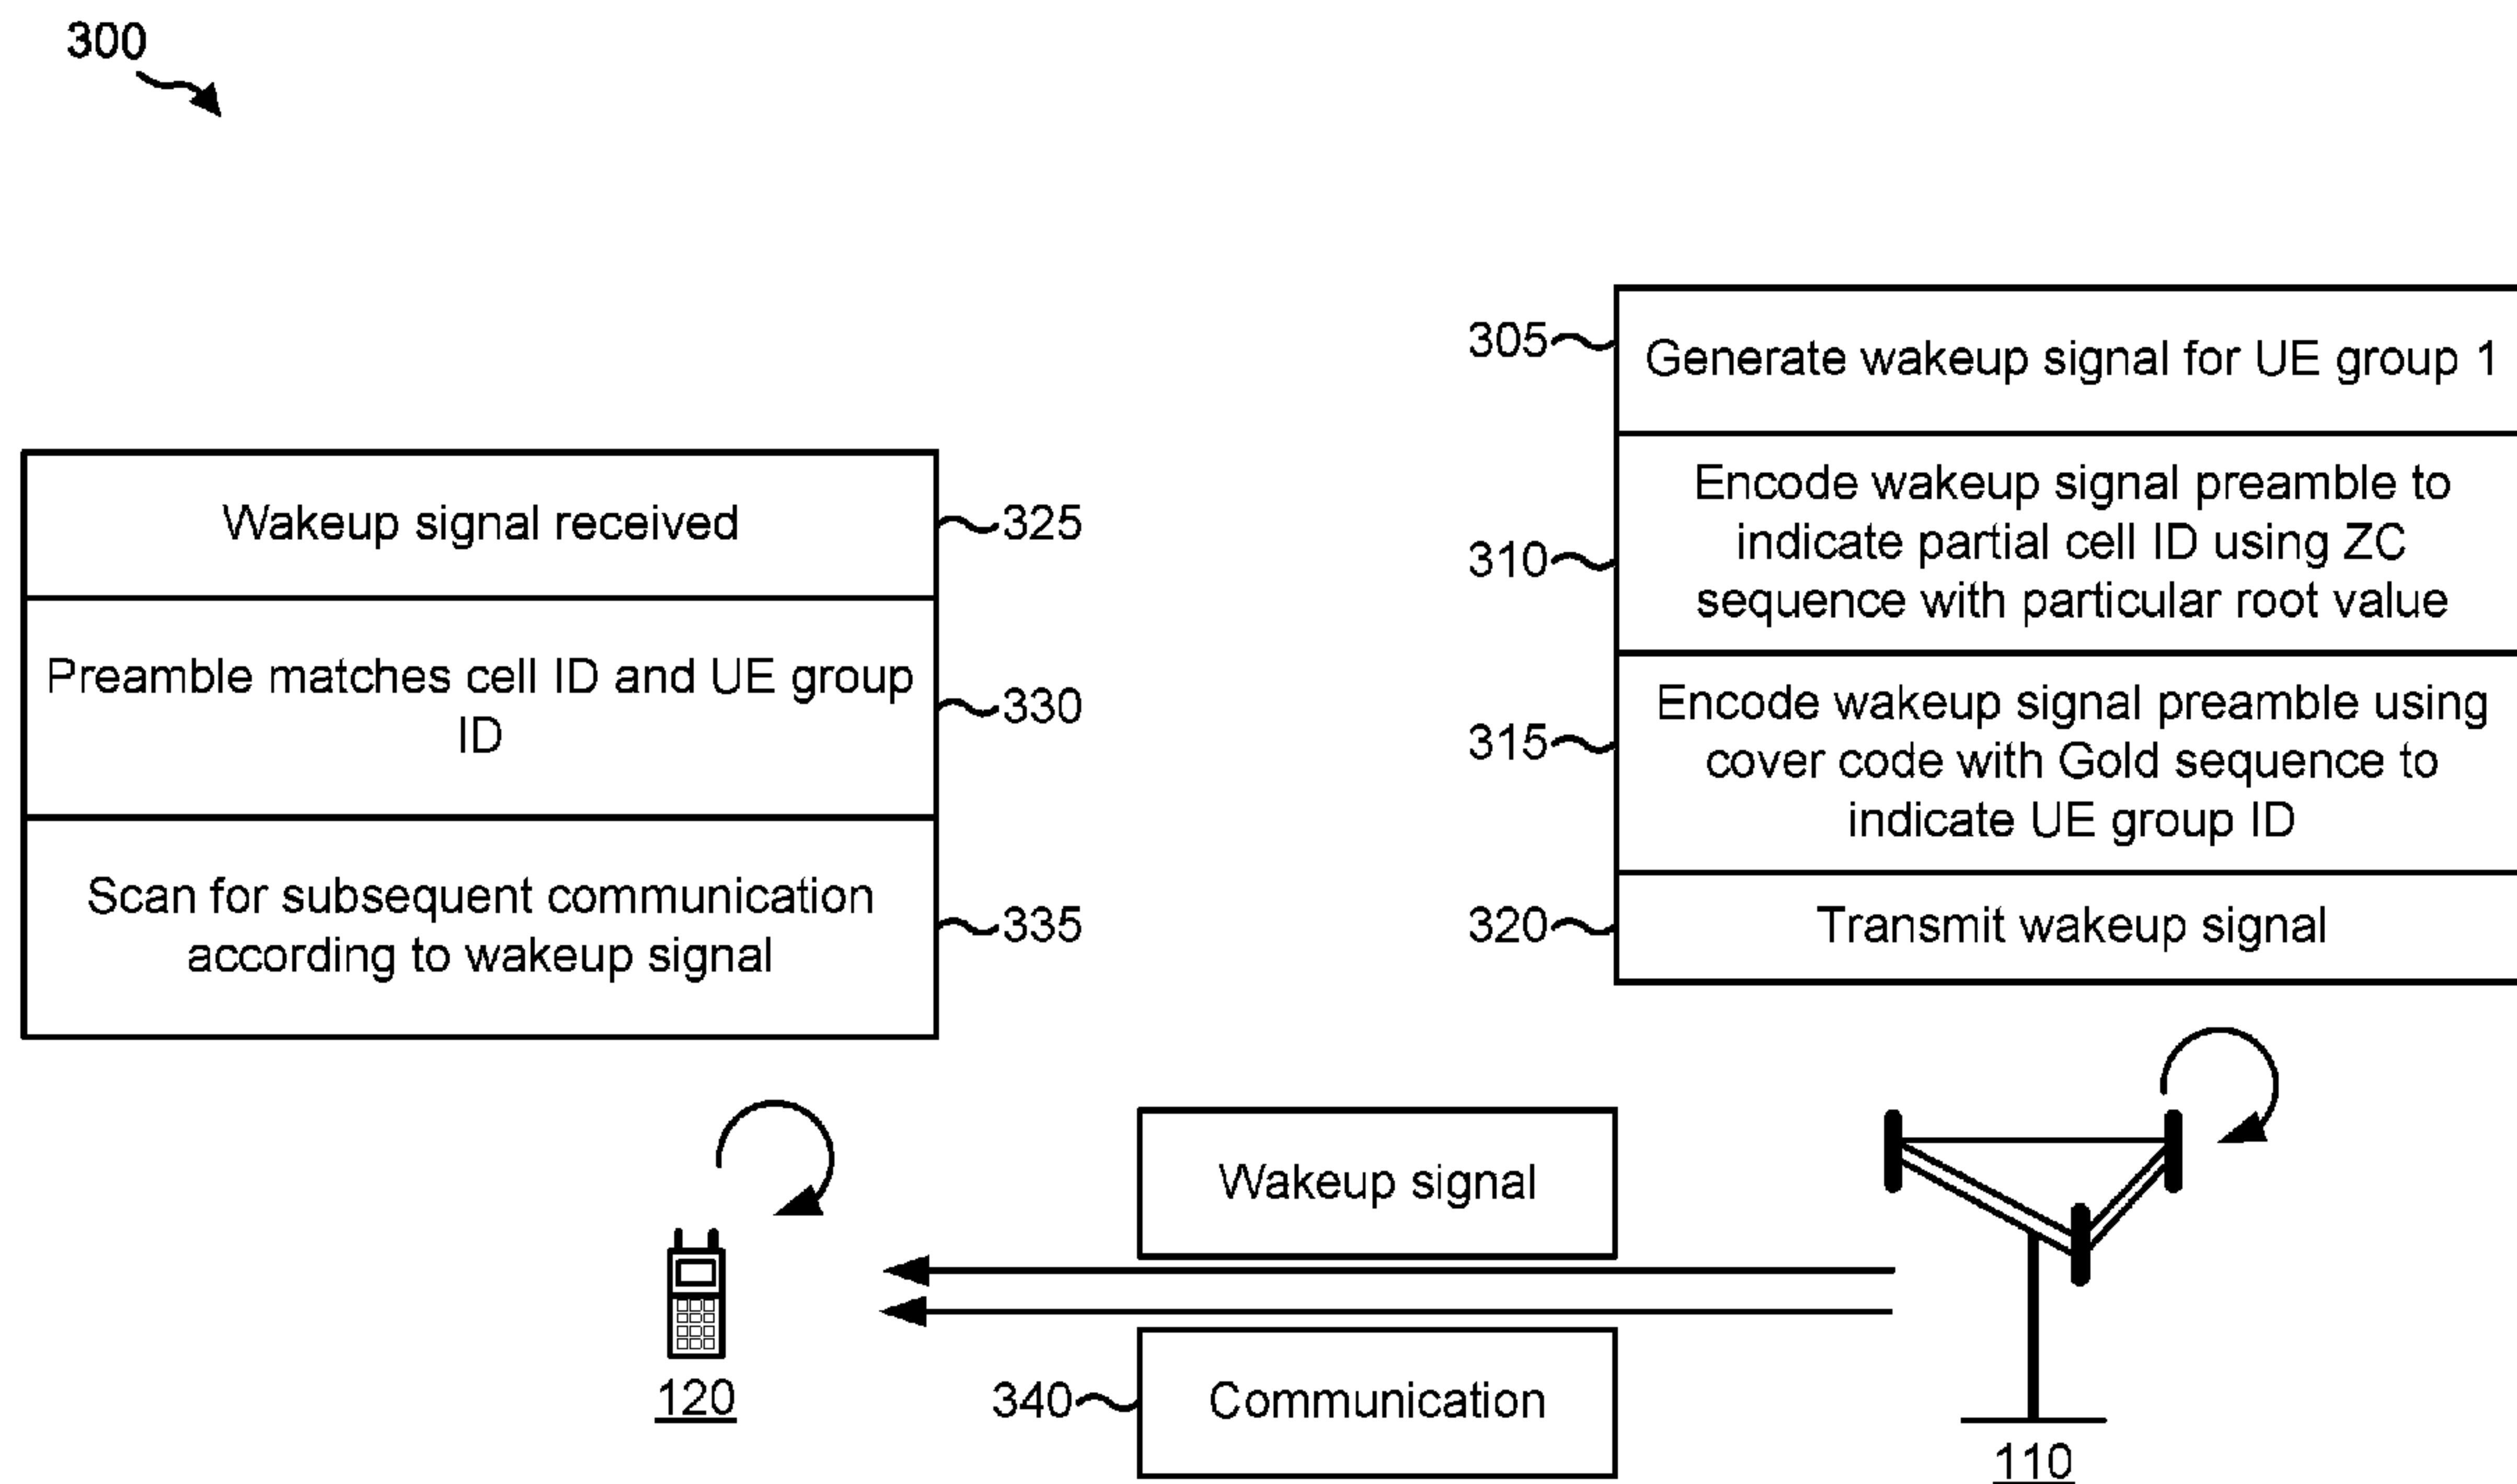 300
305
Generate wakeup signal for UE group 1
310
Encode wakeup signal preamble to
indicate partial cell ID using ZC
sequence with particular root value
315
Encode wakeup signal preamble using
cover code with Gold sequence to
indicate UE group ID
320
Transmit wakeup signal
Wakeup signal received
325
Preamble matches cell ID and UE group
ID
330
Scan for subsequent communication
according to wakeup signal
335
Wakeup signal
340
Communication
120
110